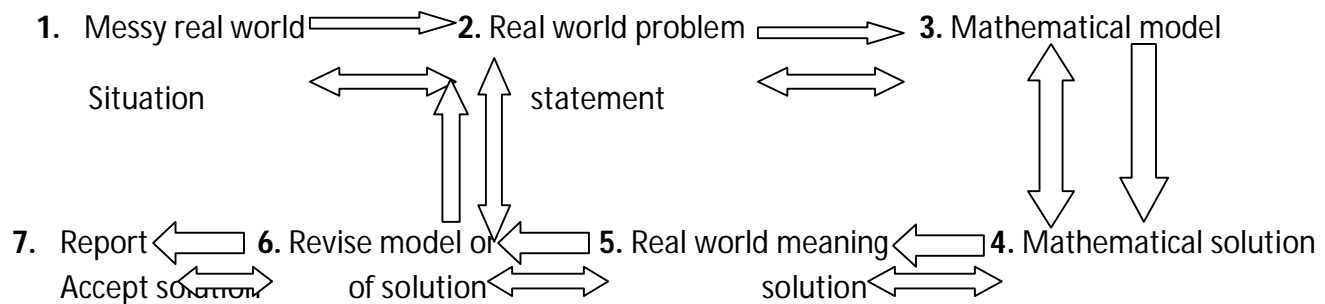 1. Messy real world 2. Real world problem 3. Mathematical model
Situation statement
7. Report 6. Revise model or 5. Real world meaning 4. Mathematical solution
Accept solution of solution solution